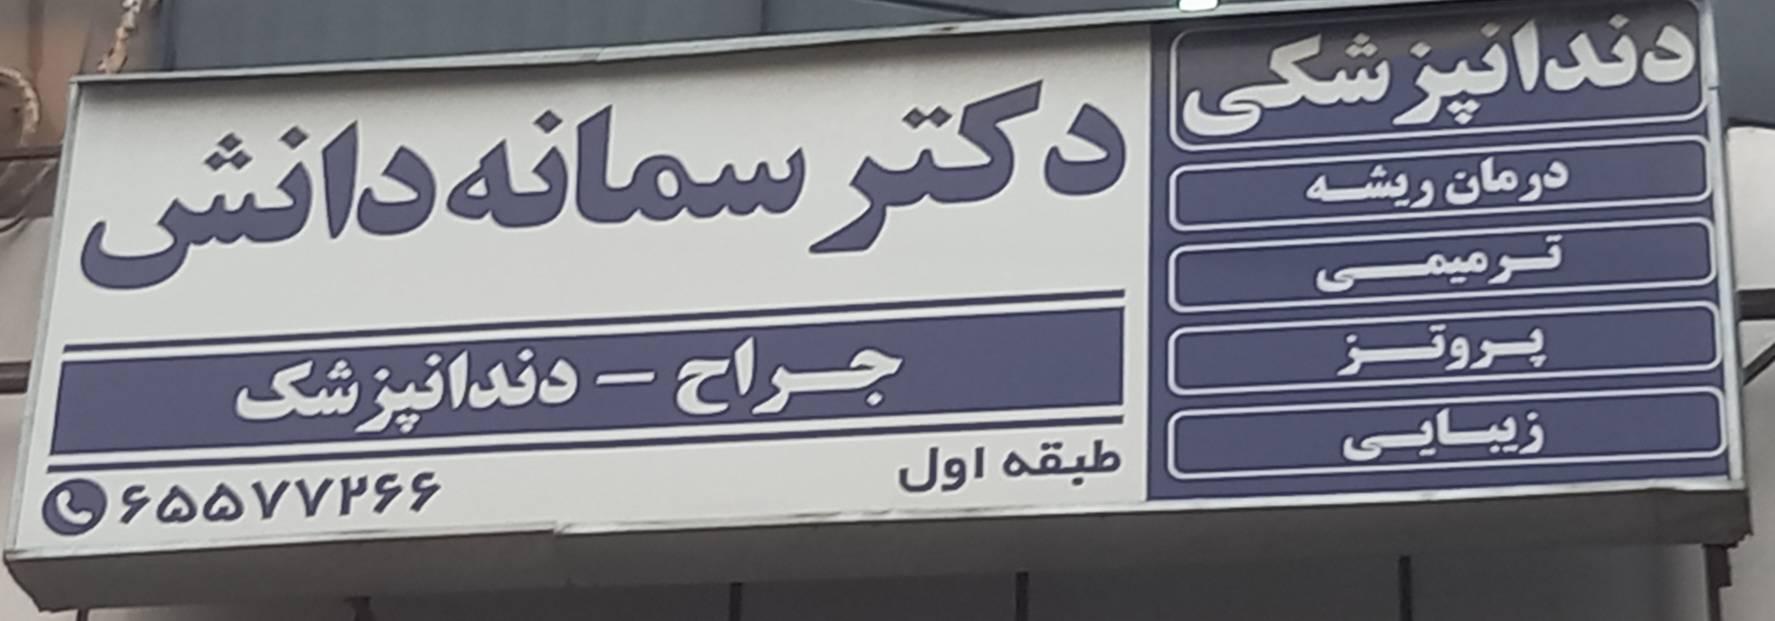 دندانپزشکی
درمان ریشه
ترمیمی
پروتز
زیبایی
دکتر سمانه دانش
جراح - دندانپزشک
طبقه اول
۶۵۵۷۷۲۶۶